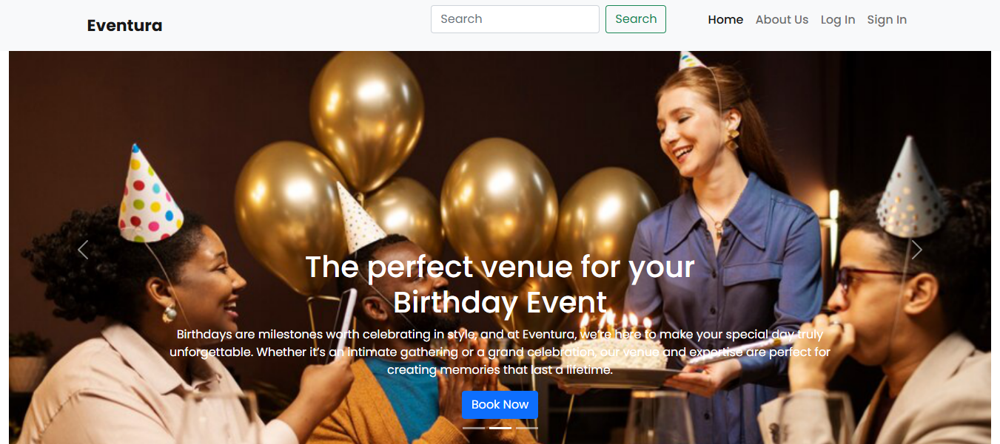 Eventura
Search
Search
Home
About Us
Log In
Sign In
The perfect venue for your
Birthday Event
Birthdays are milestones worth celebrating in style, and at Eventura, we're here to make your special day truly
unforgettable. Whether it’s an intimate gathering or a grand celebration, our venue and expertise are perfect for
creating memories that last a lifetime.
Book Now